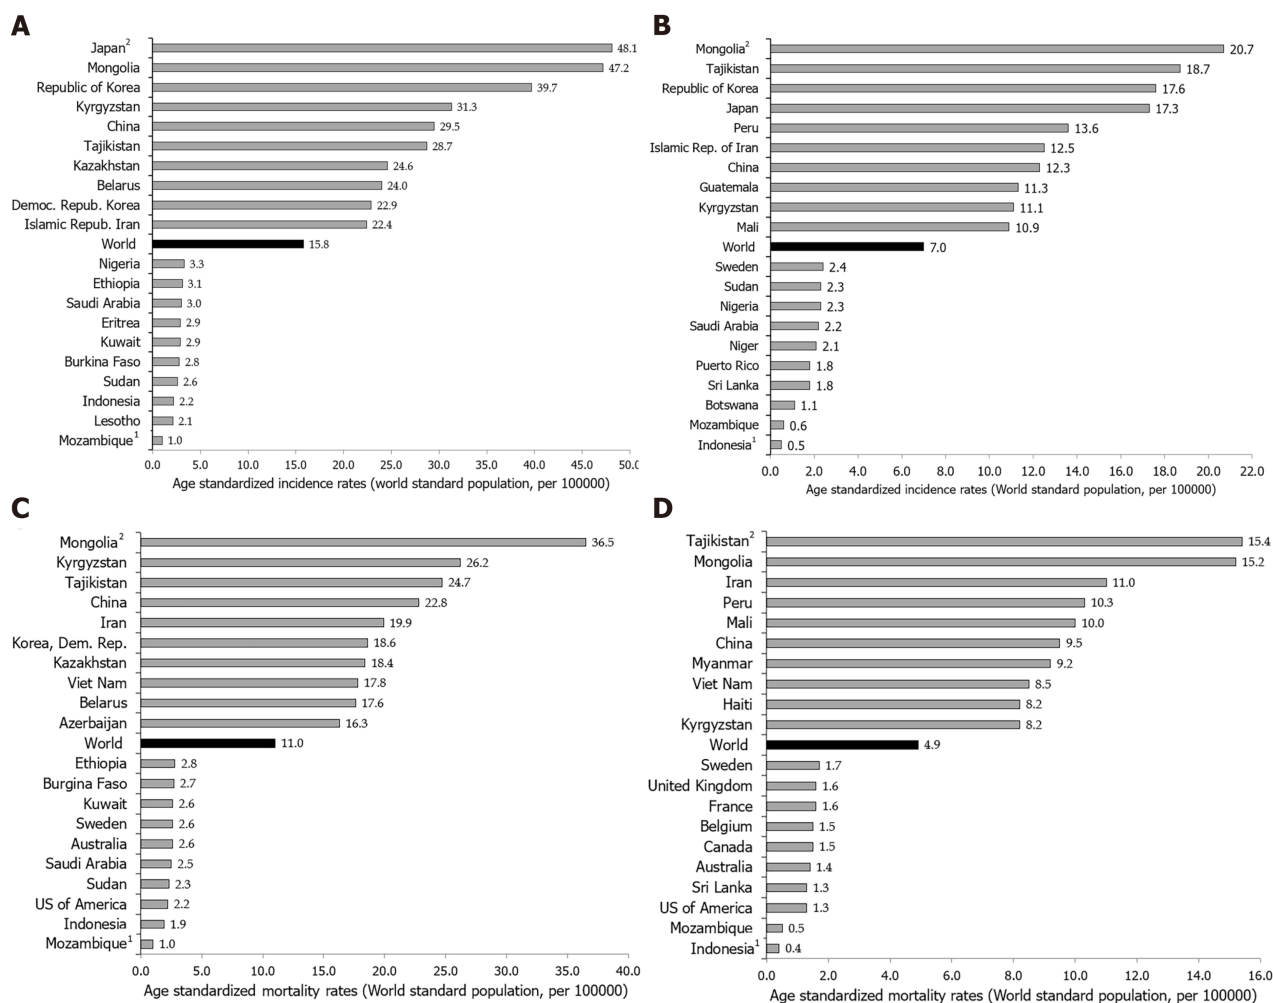 A
Japan2 48.1
Mongolia 47.2
Republic of Korea 39.7
Kyrgyzstan 31.3
China 29.5
Tajikistan 28.7
Kazakhstan 24.6
Belarus 24.0
Democ. Repub. Korea 22.9
Islamic Repub. Iran 22.4
World 15.8
Nigeria 3.3
Ethiopia 3.1
Saudi Arabia 3.0
Eritrea 2.9
Kuwait 2.9
Burkina Faso 2.8
Sudan 2.6
Indonesia 2.2
Lesotho 2.1
Mozambique1 1.0
0.0 5.0 10.0 15.0 20.0 25.0 30.0 35.0 40.0 45.0 50.0
Age standardized incidence rates (world standard population, per 100000)
B
Mongolia2 20.7
Tajikistan 18.7
Republic of Korea 17.6
Japan 17.3
Peru 13.6
Islamic Rep. of Iran 12.5
China 12.3
Guatemala 11.3
Kyrgyzstan 11.1
Mali 10.9
World 7.0
Sweden 2.4
Sudan 2.3
Nigeria 2.3
Saudi Arabia 2.2
Niger 2.1
Puerto Rico 1.8
Sri Lanka 1.8
Botswana 1.1
Mozambique 0.6
Indonesia1 0.5
0.0 2.0 4.0 6.0 8.0 10.0 12.0 14.0 16.0 18.0 20.0 22.0
Age standardized incidence rates (World standard population, per 100000)
C
Mongolia2 36.5
Kyrgyzstan 26.2
Tajikistan 24.7
China 22.8
Iran 19.9
Korea, Dem. Rep. 18.6
Kazakhstan 18.4
Viet Nam 17.8
Belarus 17.6
Azerbaijan 16.3
World 11.0
Ethiopia 2.8
Burgina Faso 2.7
Kuwait 2.6
Sweden 2.6
Australia 2.6
Saudi Arabia 2.5
Sudan 2.3
US of America 2.2
Indonesia 1.9
Mozambique1 1.0
0.0 5.0 10.0 15.0 20.0 25.0 30.0 35.0 40.0
Age standardized mortality rates (World standard population, per 100000)
D
Tajikistan2 15.4
Mongolia 15.2
Iran 11.0
Peru 10.3
Mali 10.0
China 9.5
Myanmar 9.2
Viet Nam 8.5
Haiti 8.2
Kyrgyzstan 8.2
World 4.9
Sweden 1.7
United Kingdom 1.6
France 1.6
Belgium 1.5
Canada 1.5
Australia 1.4
Sri Lanka 1.3
US of America 1.3
Mozambique 0.5
Indonesia1 0.4
0.0 2.0 4.0 6.0 8.0 10.0 12.0 14.0 16.0
Age standardized mortality rates (World standard population, per 100000)